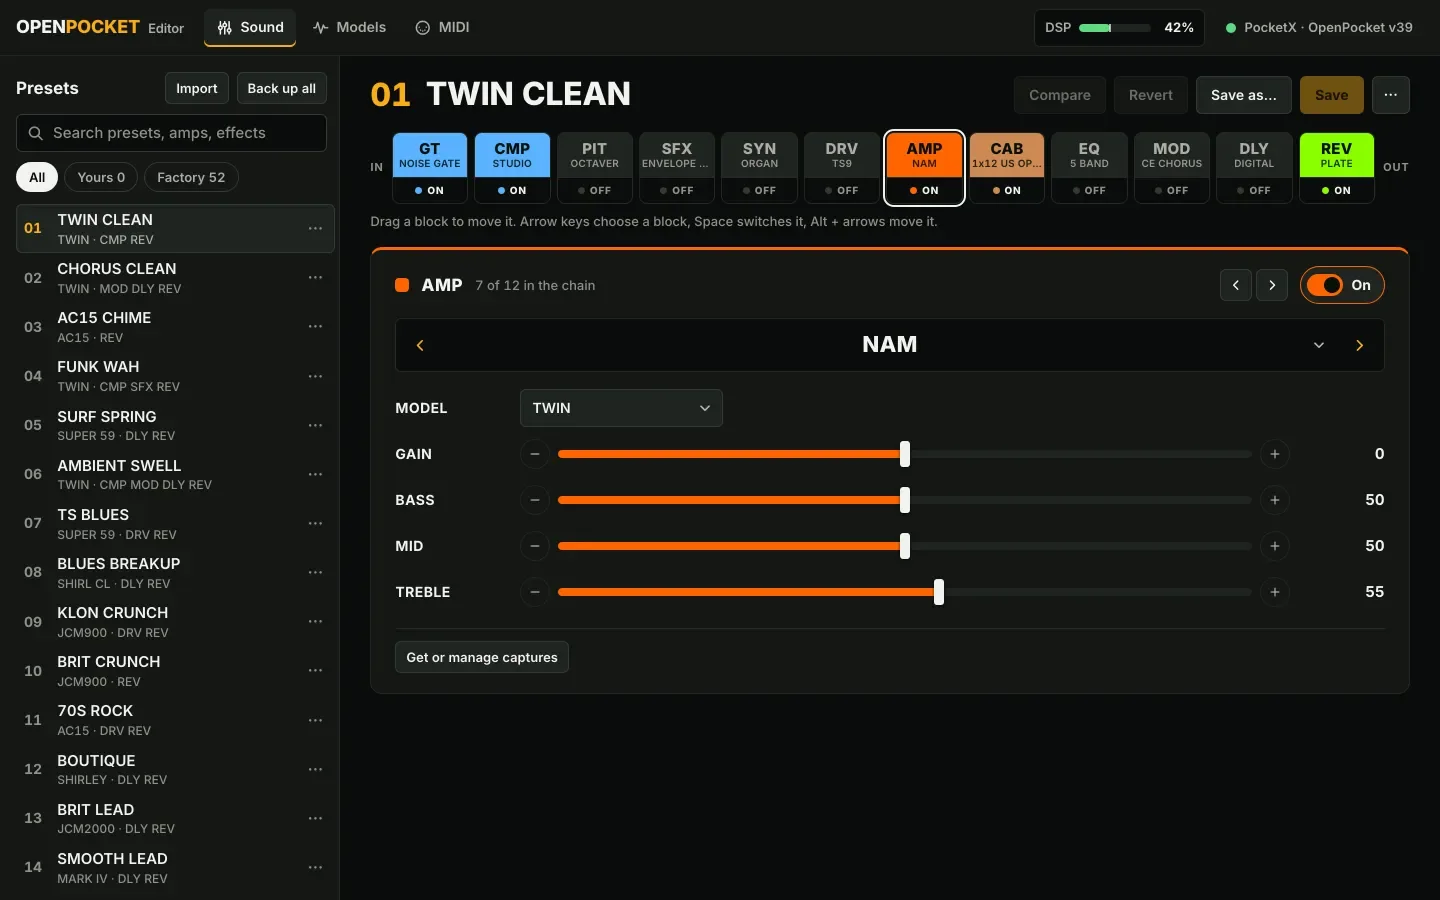 OPENPOCKET Editor Sound Models MIDI DSP 42% PocketX · OpenPocket v39
Presets Import Back up all
Search presets, amps, effects
All Yours 0 Factory 52
01 TWIN CLEAN ...
TWIN · CMP REV
02 CHORUS CLEAN ...
TWIN · MOD DLY REV
03 AC15 CHIME ...
AC15 · REV
04 FUNK WAH ...
TWIN · CMP SFX REV
05 SURF SPRING ...
SUPER 59 · DLY REV
06 AMBIENT SWELL ...
TWIN · CMP MOD DLY REV
07 TS BLUES ...
SUPER 59 · DRV REV
08 BLUES BREAKUP ...
SHIRL CL · DLY REV
09 KLON CRUNCH ...
JCM900 · DRV REV
10 BRIT CRUNCH ...
JCM900 · REV
11 70S ROCK ...
AC15 · DRV REV
12 BOUTIQUE ...
SHIRLEY · DLY REV
13 BRIT LEAD ...
JCM2000 · DLY REV
14 SMOOTH LEAD ...
MARK IV · DLY REV
01 TWIN CLEAN Compare Revert Save as... Save ...
IN
GT
NOISE GATE
ON
CMP
STUDIO
ON
PIT
OCTAVER
OFF
SFX
ENVELOPE ...
OFF
SYN
ORGAN
OFF
DRV
TS9
OFF
AMP
NAM
ON
CAB
1x12 US OP...
ON
EQ
5 BAND
OFF
MOD
CE CHORUS
OFF
DLY
DIGITAL
OFF
REV
PLATE
ON
OUT
Drag a block to move it. Arrow keys choose a block, Space switches it, Alt + arrows move it.
AMP 7 of 12 in the chain On
NAM
MODEL TWIN
GAIN − + 0
BASS − + 50
MID − + 50
TREBLE − + 55
Get or manage captures